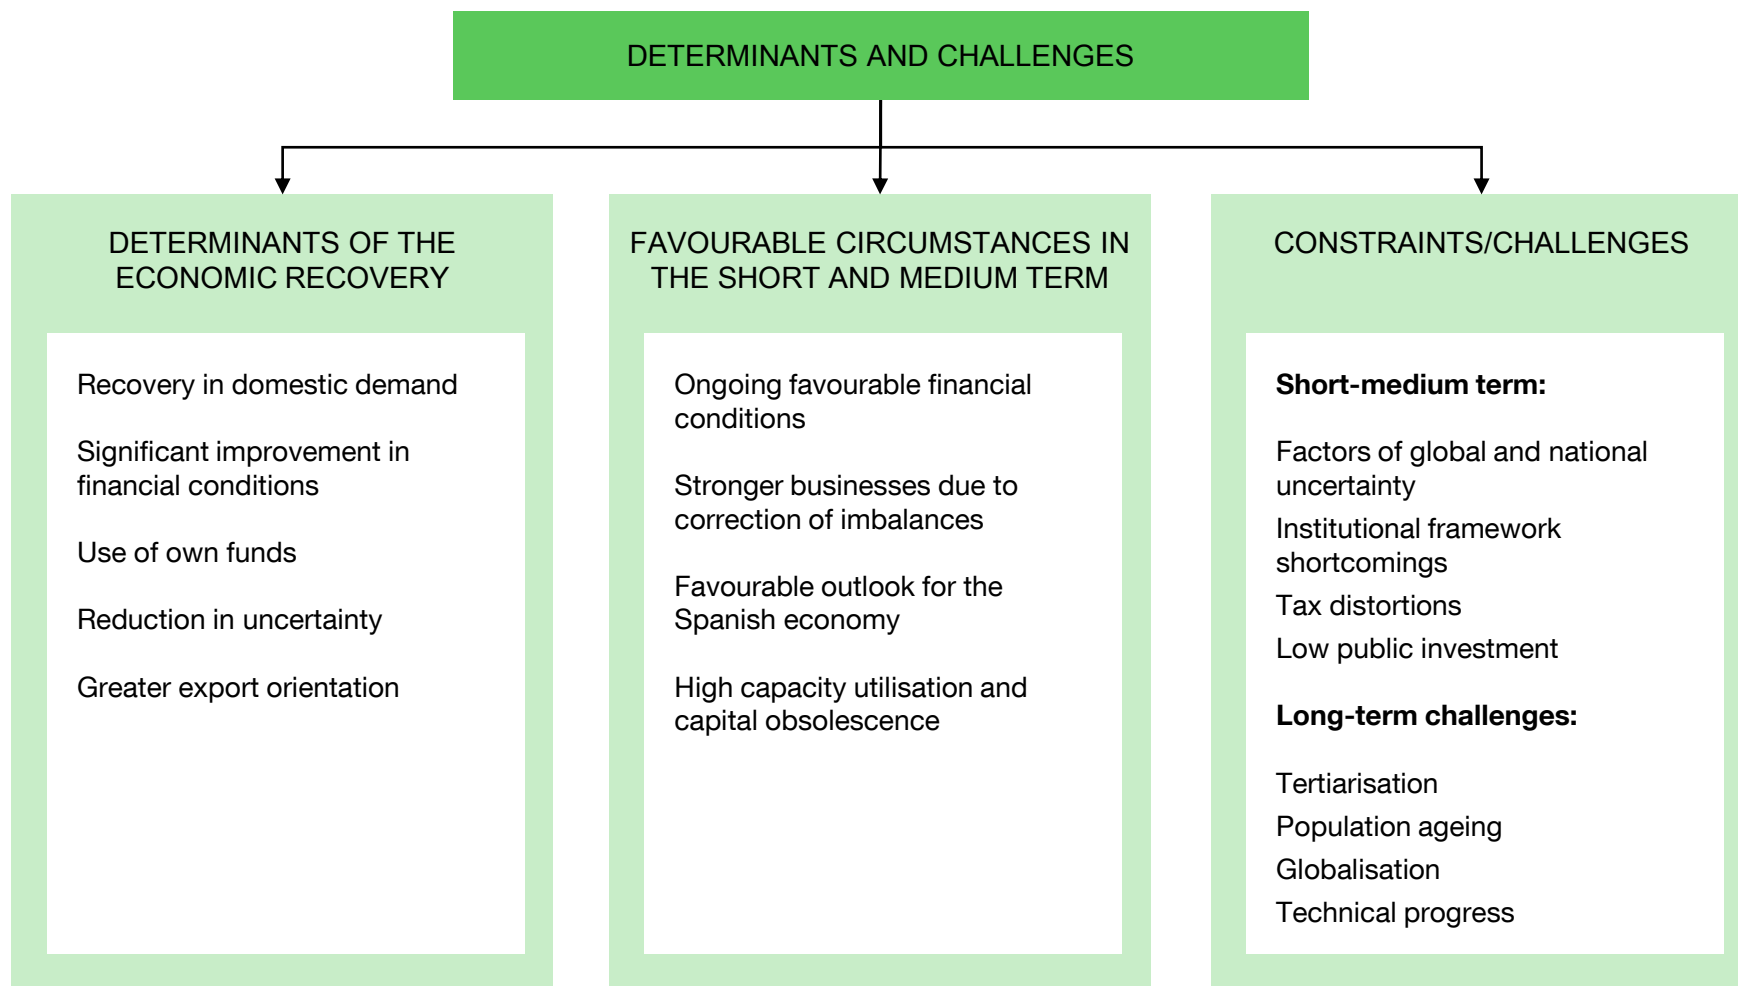 DETERMINANTS AND CHALLENGES
DETERMINANTS OF THE
ECONOMIC RECOVERY
Recovery in domestic demand
Significant improvement in
financial conditions
Use of own funds
Reduction in uncertainty
Greater export orientation
FAVOURABLE CIRCUMSTANCES IN
THE SHORT AND MEDIUM TERM
Ongoing favourable financial
conditions
Stronger businesses due to
correction of imbalances
Favourable outlook for the
Spanish economy
High capacity utilisation and
capital obsolescence
CONSTRAINTS/CHALLENGES
Short-medium term:
Factors of global and national
uncertainty
Institutional framework
shortcomings
Tax distortions
Low public investment
Long-term challenges:
Tertiarisation
Population ageing
Globalisation
Technical progress